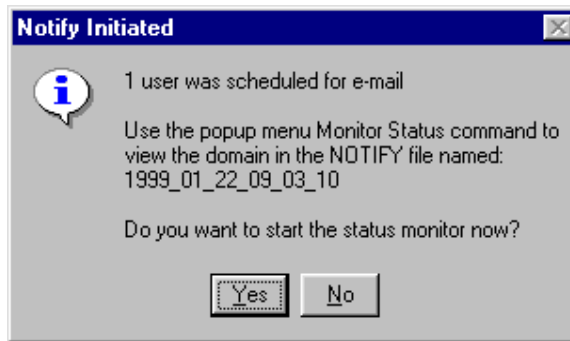 Notify Initiated
1 user was scheduled for e-mail
Use the popup menu Monitor Status command to
view the domain in the NOTIFY file named:
1999_01_22_09_03_10
Do you want to start the status monitor now?
Yes
No